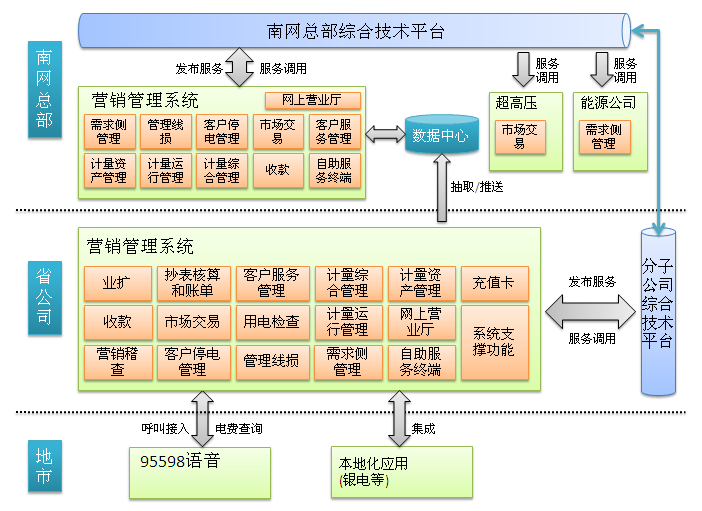 南网总部综合技术平台
南
网
总
部
发布服务
服务调用
服务
调用
服务
调用
营销管理系统
网上营业厅
需求侧
管理
管理线
损
客户停
电管理
市场交
易
客户服
务管理
计量资
产管理
计量运
行管理
计量综
合管理
收款
自助服
务终端
数据中心
超高压
市场交
易
能源公司
需求侧
管理
抽取/推送
省
公
司
营销管理系统
业扩
抄表核算
和账单
客户服务
管理
计量综
合管理
计量资
产管理
充值卡
收款
市场交易
用电检查
计量运
行管理
网上营
业厅
系统支
撑功能
营销稽
查
客户停电
管理
管理线损
需求侧
管理
自助服
务终端
发布服务
服务调用
分子
公司
综合
技术
平台
呼叫接入
电费查询
集成
地
市
95598语音
本地化应用
(银电等)